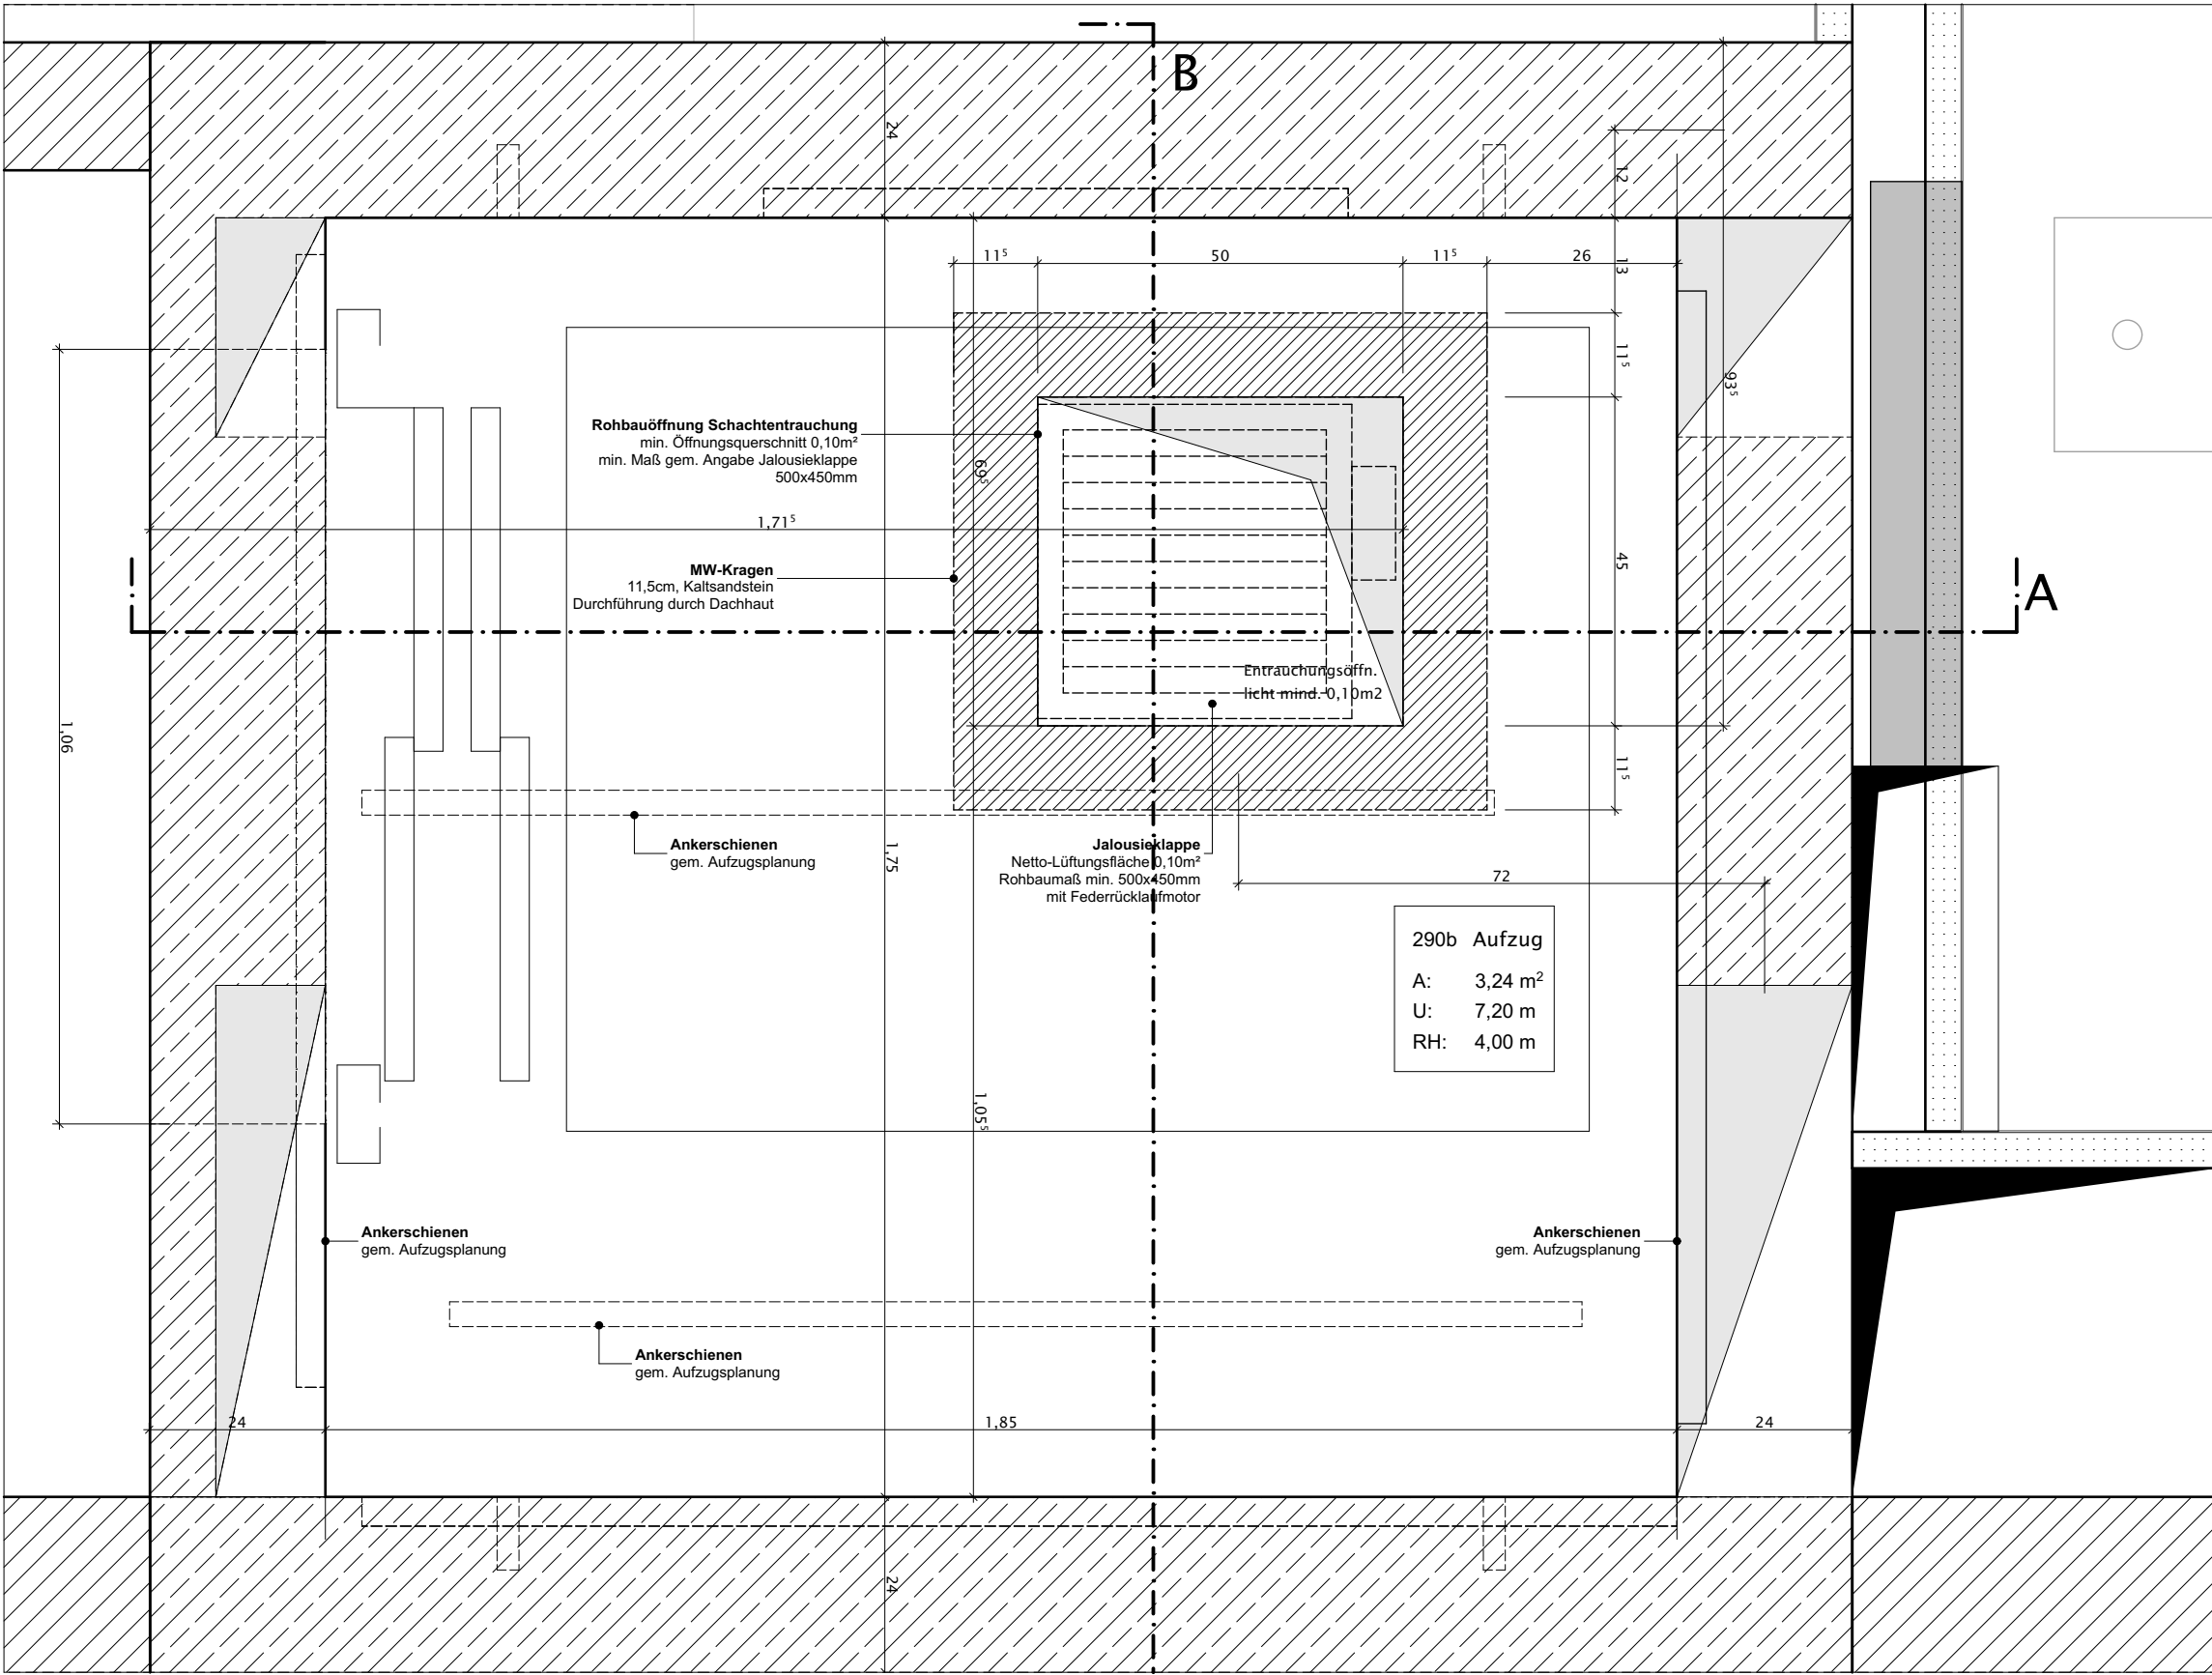 B
24
12
11⁵
50
11⁵
26
13
11⁵
93⁵
Rohbauöffnung Schachtentrauchung
min. Öffnungsquerschnitt 0,10m²
min. Maß gem. Angabe Jalousieklappe
500x450mm
69⁵
1,71⁵
45
MW-Kragen
11,5cm, Kaltsandstein
Durchführung durch Dachhaut
A
Entrauchungsöffn.
licht mind. 0,10m2
1,06
11⁵
Ankerschienen
gem. Aufzugsplanung
1,75
Jalousieklappe
Netto-Lüftungsfläche 0,10m²
Rohbaumaß min. 500x450mm
mit Federrücklaufmotor
72
290b Aufzug
A: 3,24 m²
U: 7,20 m
RH: 4,00 m
1,05⁵
Ankerschienen
gem. Aufzugsplanung
Ankerschienen
gem. Aufzugsplanung
Ankerschienen
gem. Aufzugsplanung
24
1,85
24
24